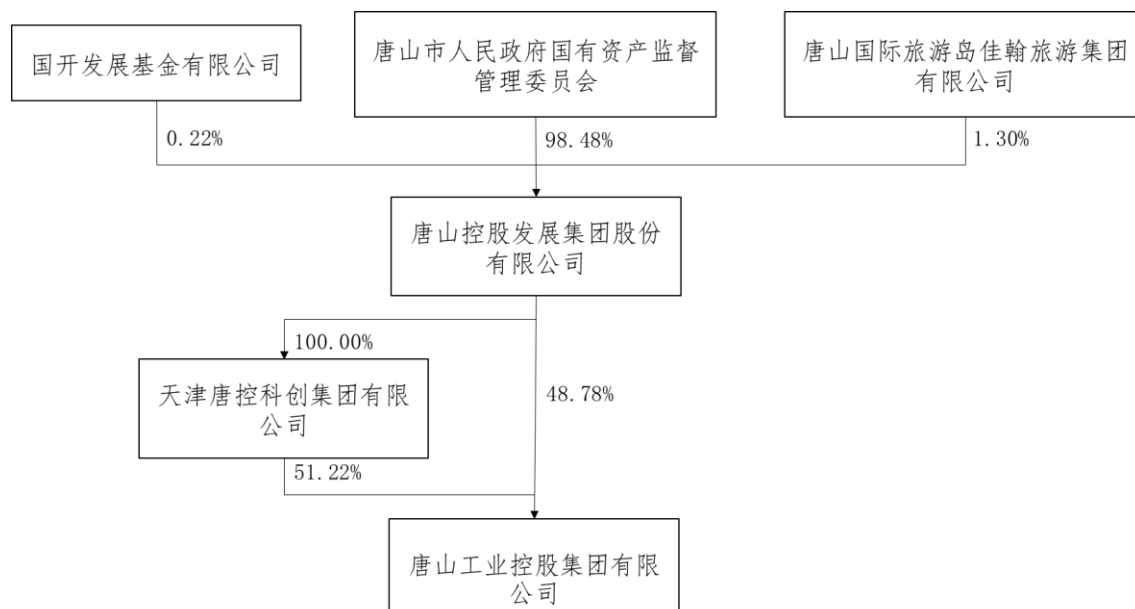 国开发展基金有限公司
唐山市人民政府国有资产监督
管理委员会
唐山国际旅游岛佳翰旅游集团
有限公司
0.22%
98.48%
1.30%
唐山控股发展集团股份
有限公司
100.00%
天津唐控科创集团有限
公司
48.78%
51.22%
唐山工业控股集团有限
公司